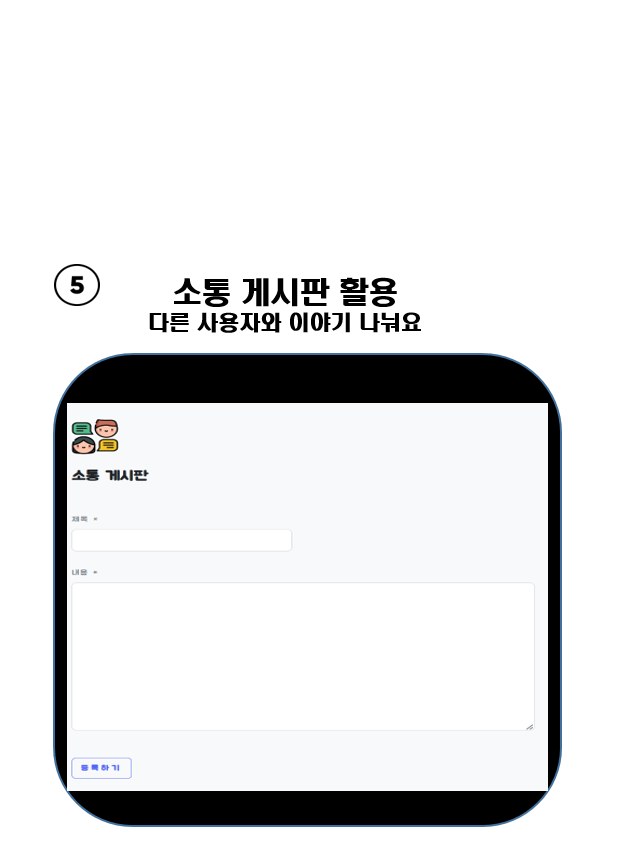 5
소통 게시판 활용
다른 사용자와 이야기 나눠요
소통 게시판
제목 *
내용 *
등록하기